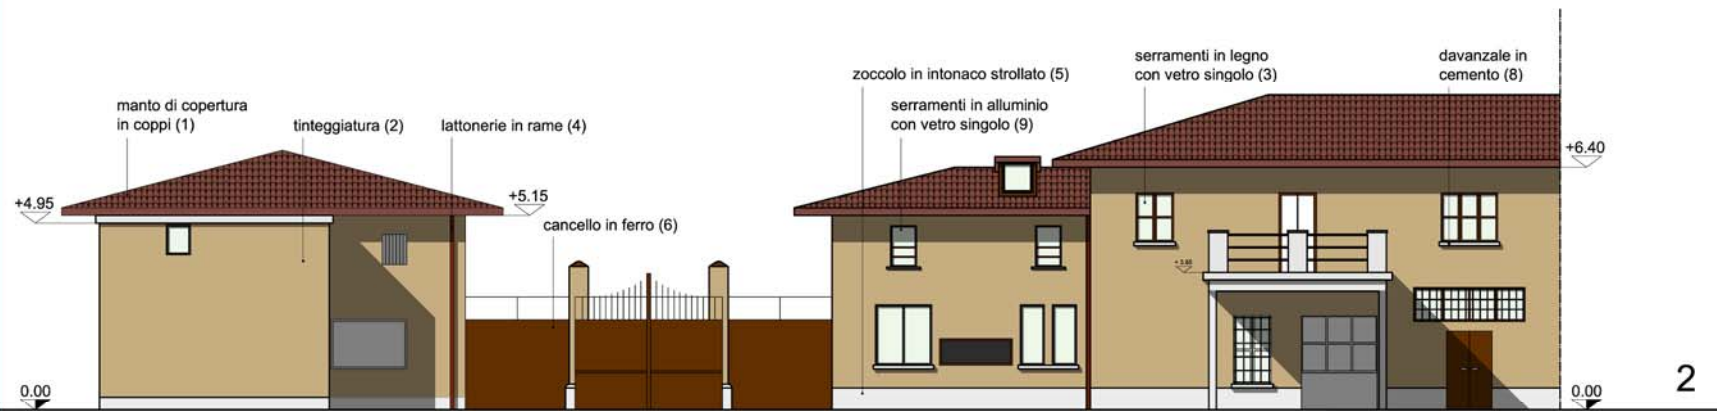 serramenti in legno
con vetro singolo (3)
davanzale in
cemento (8)
zoccolo in intonaco strollato (5)
serramenti in alluminio
con vetro singolo (9)
manto di copertura
in coppi (1)
tinteggiatura (2)
lattonerie in rame (4)
+6.40
+4.95
+5.15
cancello in ferro (6)
0.00
0.00
2